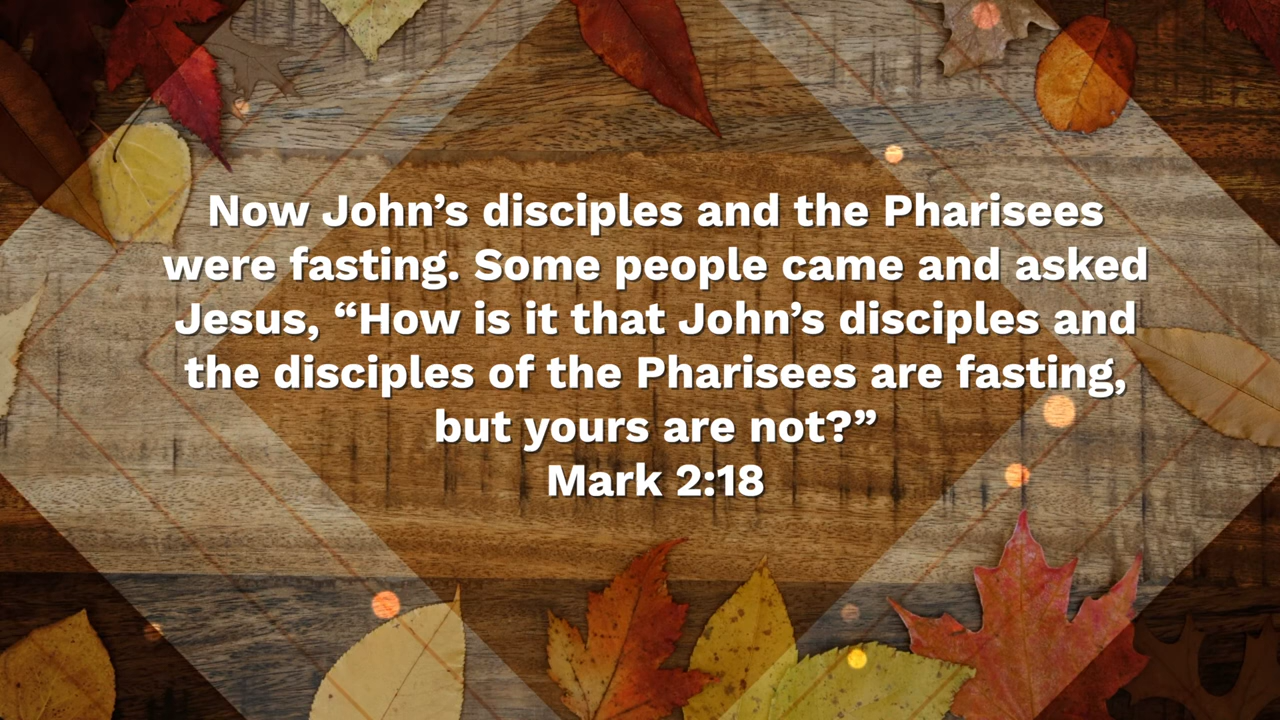 Now John’s disciples and the Pharisees
were fasting. Some people came and asked
Jesus, “How is it that John’s disciples and
the disciples of the Pharisees are fasting,
but yours are not?”
Mark 2:18